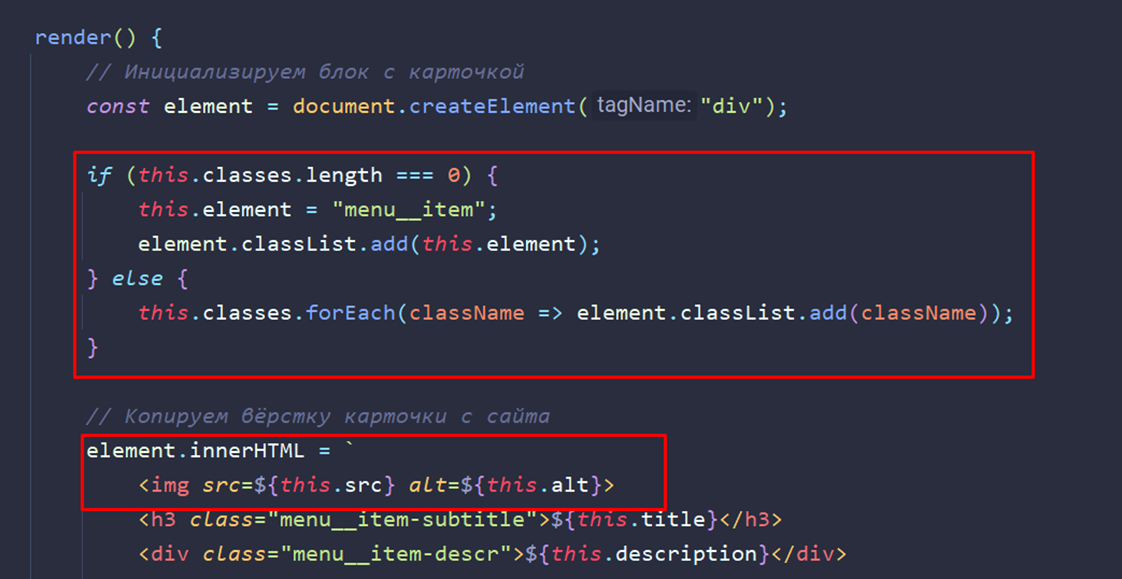 render() {
// Инициализируем блок с карточкой
const element = document.createElement( tagName: "div");
if (this.classes.length === 0) {
this.element = "menu__item";
element.classList.add(this.element);
} else {
this.classes.forEach(className => element.classList.add(className));
}
// Копируем вёрстку карточки с сайта
element.innerHTML = `
<img src=${this.src} alt=${this.alt}>
<h3 class="menu__item-subtitle">${this.title}</h3>
<div class="menu__item-descr">${this.description}</div>